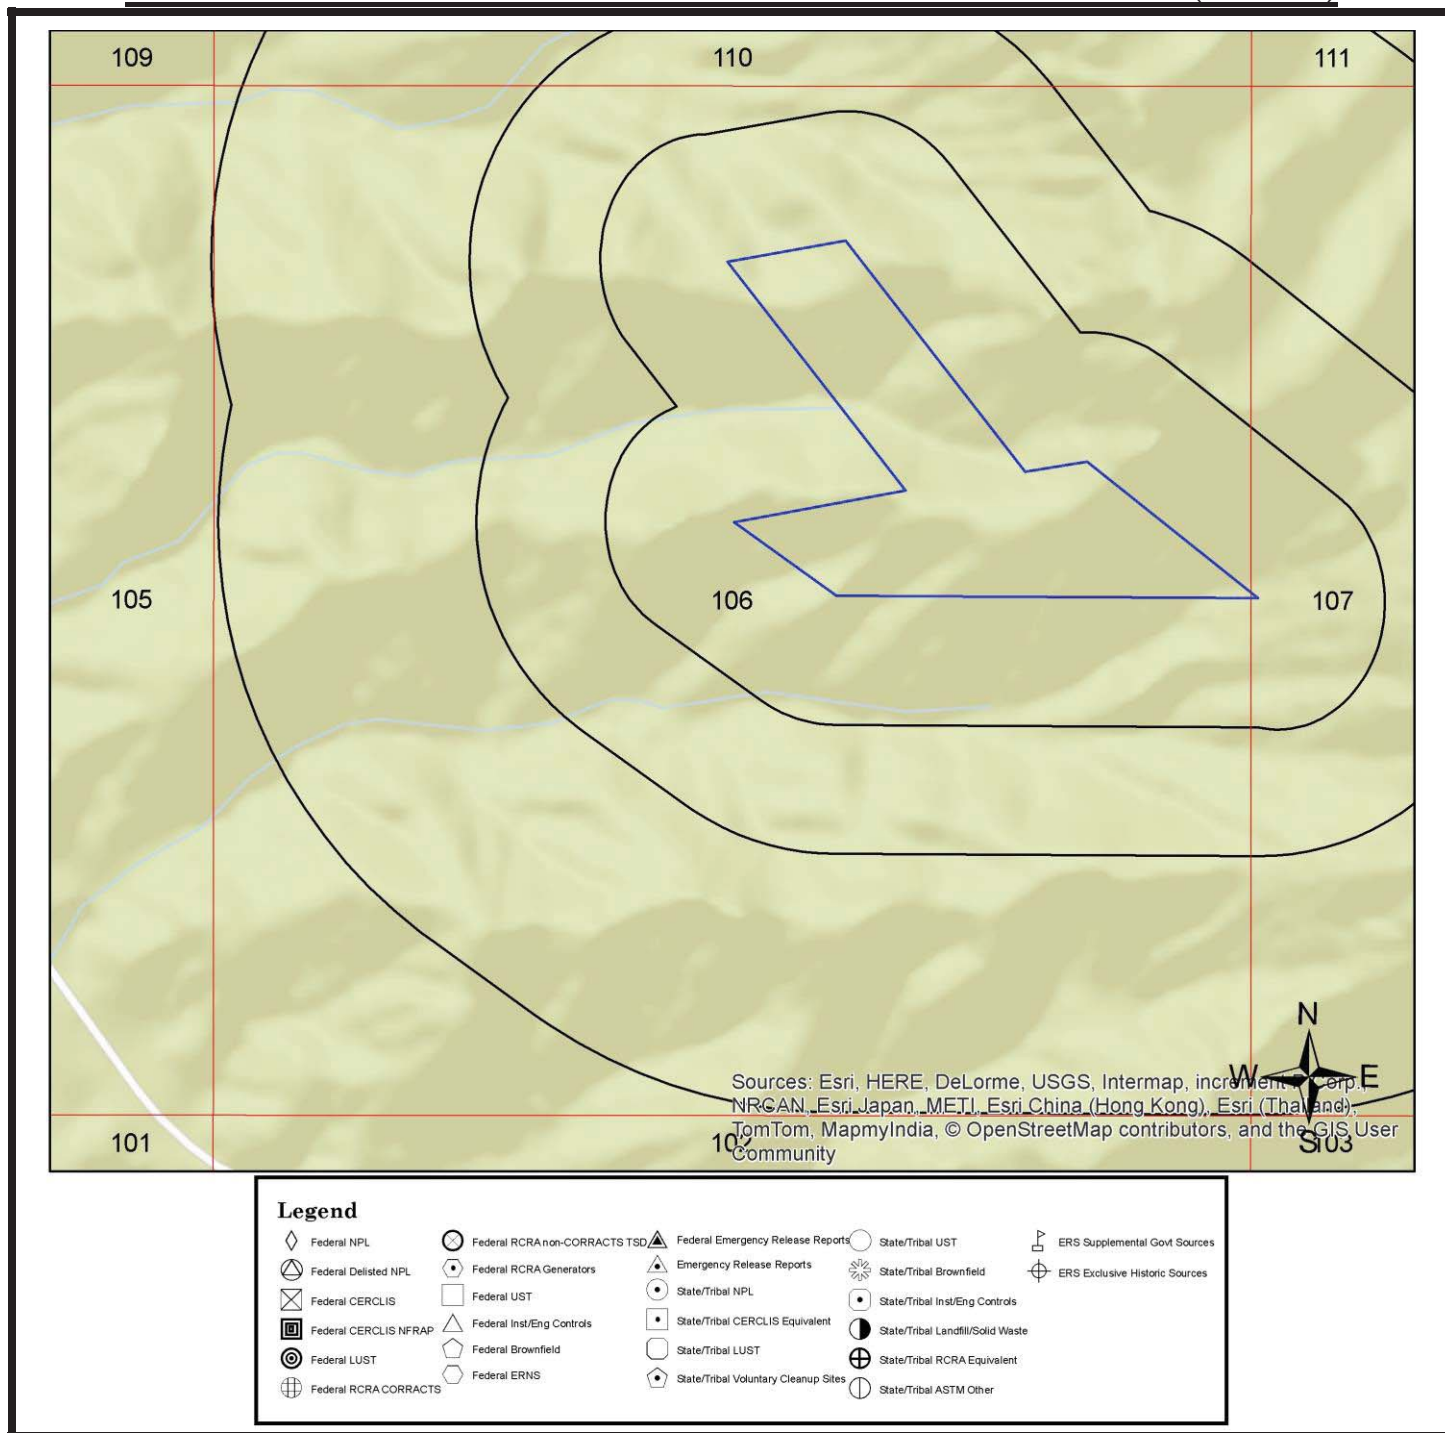 109
110
111
105
106
107
N
W
E
S
Sources: Esri, HERE, DeLorme, USGS, Intermap, increment P Corp.,
NRCAN, Esri Japan, METI, Esri China (Hong Kong), Esri (Thailand),
TomTom, MapmyIndia, © OpenStreetMap contributors, and the GIS User
Community
101
102
103
Legend
Federal NPL
Federal Delisted NPL
Federal CERCLIS
Federal CERCLIS NFRAP
Federal LUST
Federal RCRA CORRACTS
Federal RCRA non-CORRACTS TSD
Federal RCRA Generators
Federal UST
Federal Inst/Eng Controls
Federal Brownfield
Federal ERNS
Federal Emergency Release Reports
Emergency Release Reports
State/Tribal NPL
State/Tribal CERCLIS Equivalent
State/Tribal LUST
State/Tribal Voluntary Cleanup Sites
State/Tribal UST
State/Tribal Brownfield
State/Tribal Inst/Eng Controls
State/Tribal Landfill/Solid Waste
State/Tribal RCRA Equivalent
State/Tribal ASTM Other
ERS Supplemental Govt Sources
ERS Exclusive Historic Sources